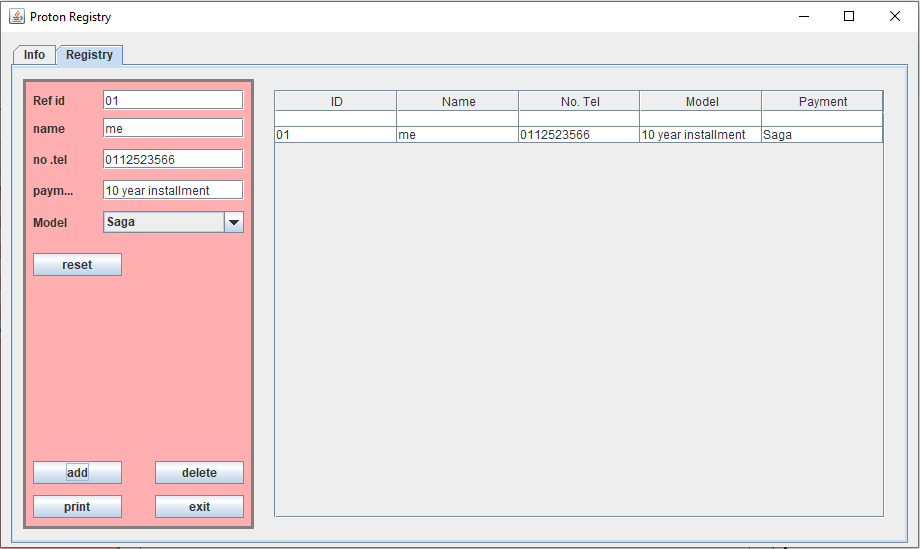 Proton Registry
Info Registry
Ref id 01
name me
no .tel 0112523566
paym... 10 year installment
Model Saga
reset
add delete
print exit
ID Name No. Tel Model Payment
01 me 0112523566 10 year installment Saga